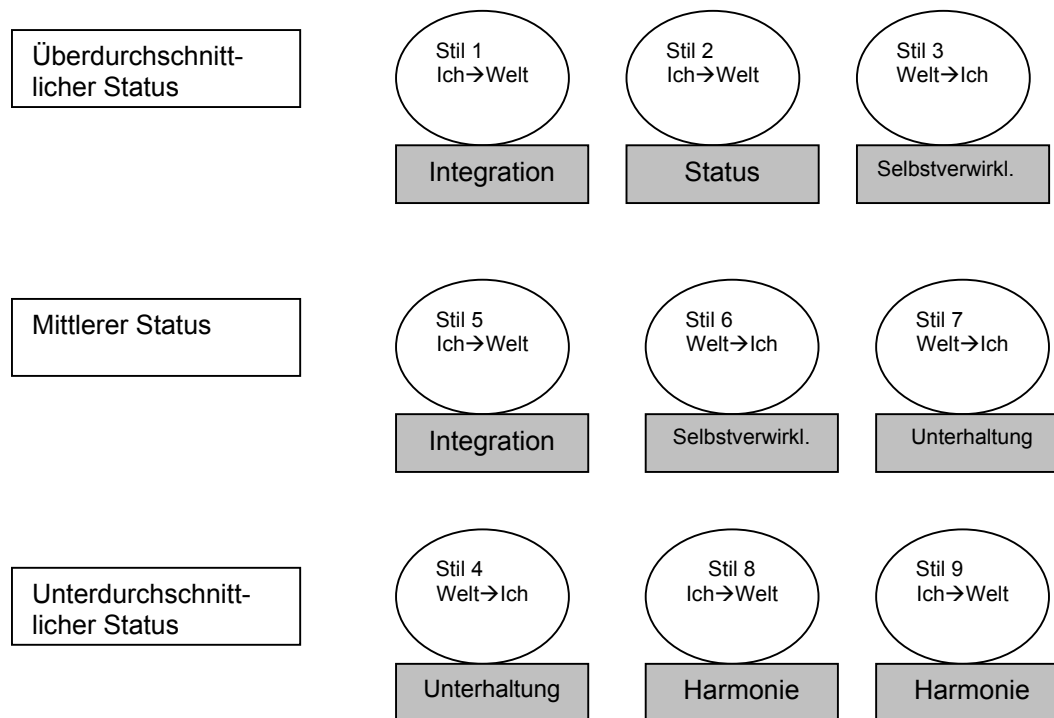 Überdurchschnitt-
licher Status
Stil 1
Ich→Welt
Integration
Stil 2
Ich→Welt
Status
Stil 3
Welt→Ich
Selbstverwirkl.
Mittlerer Status
Stil 5
Ich→Welt
Integration
Stil 6
Welt→Ich
Selbstverwirkl.
Stil 7
Welt→Ich
Unterhaltung
Unterdurchschnitt-
licher Status
Stil 4
Welt→Ich
Unterhaltung
Stil 8
Ich→Welt
Harmonie
Stil 9
Ich→Welt
Harmonie